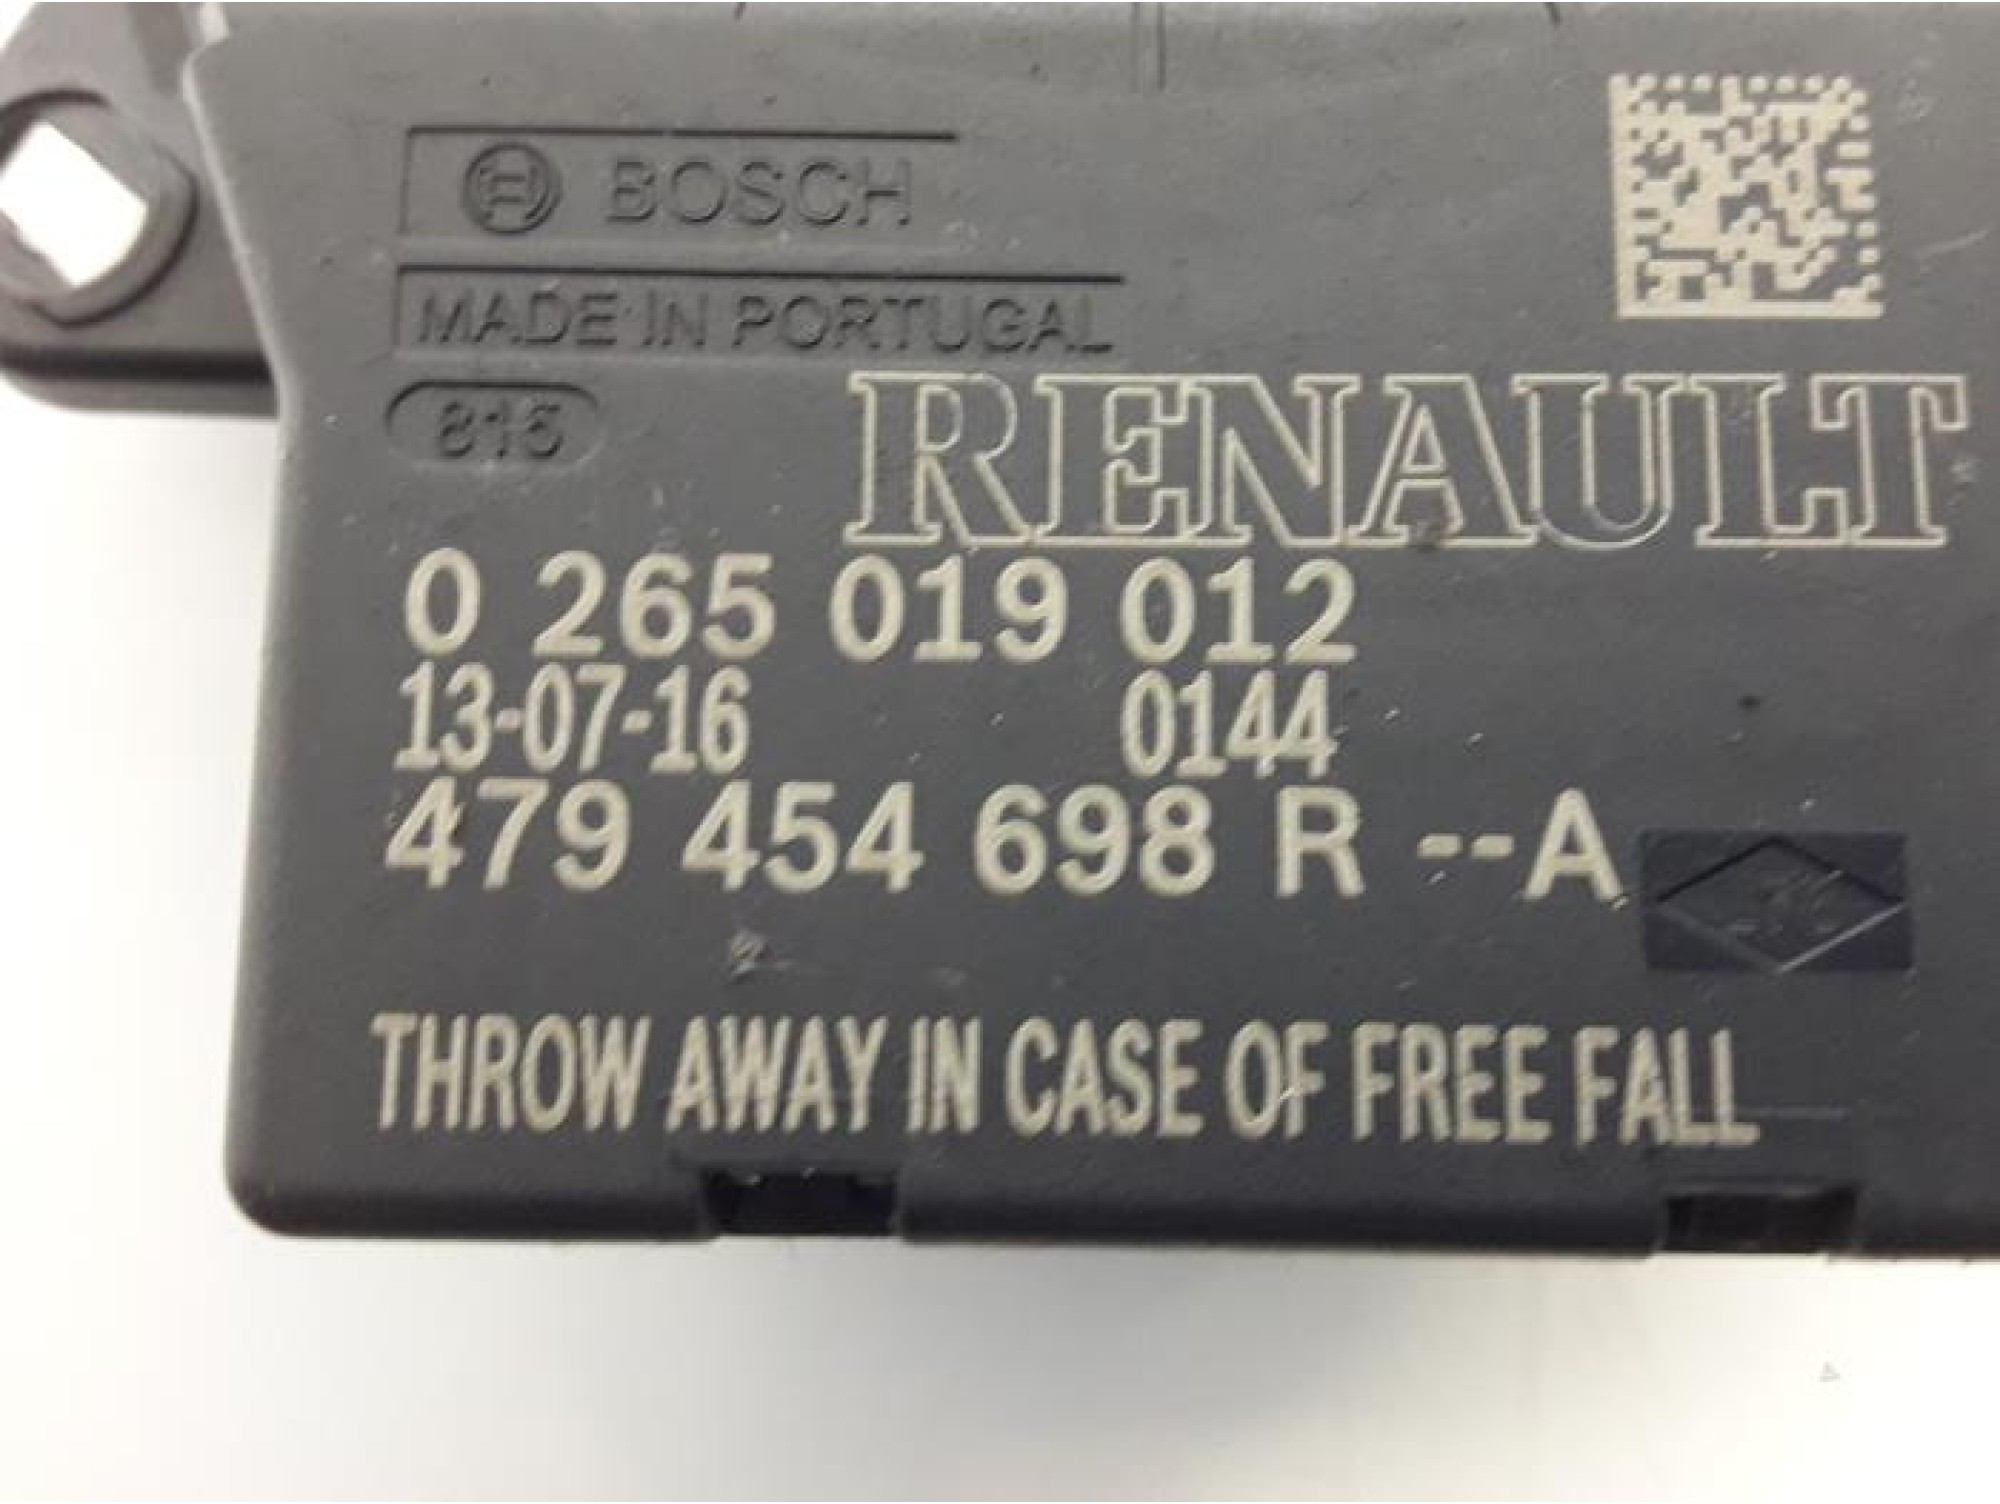 BOSCH
MADE IN PORTUGAL
815
RENAULT
0 265 019 012
13-07-16 0144
479 454 698 R --A
THROW AWAY IN CASE OF FREE FALL